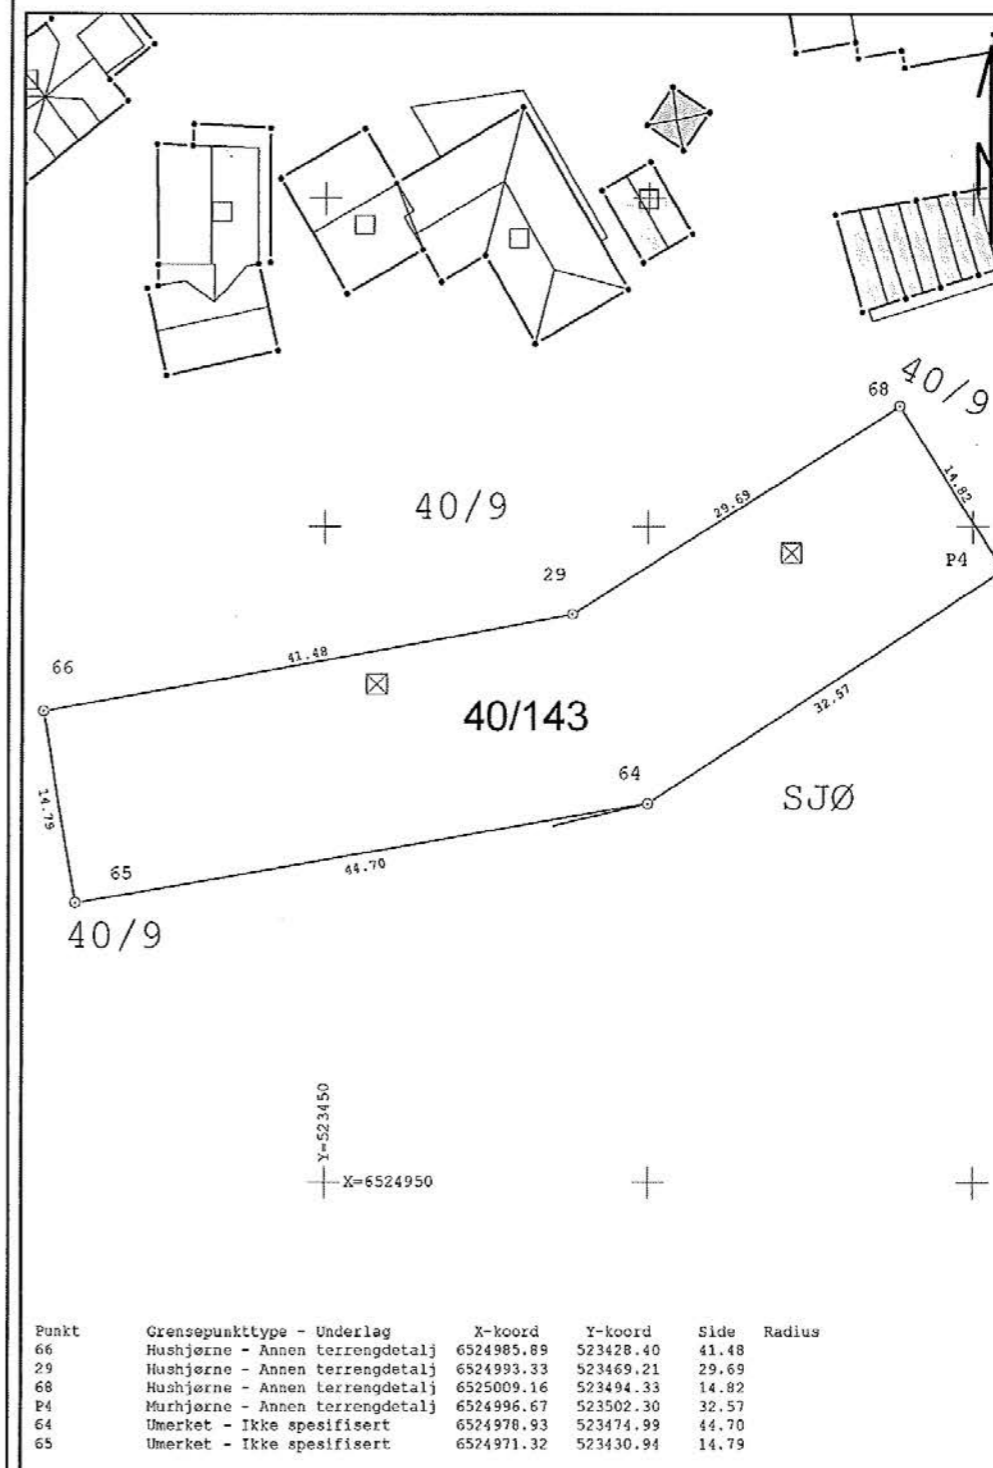 40/9
68
14.82
29.69
40/9
P4
29
41.48
66
40/143
32.57
64
SJØ
14.79
44.70
65
40/9
Y=523450
X=6524950
Punkt Grensepunkttype - Underlag X-koord Y-koord Side Radius
66 Hushjørne - Annen terrengdetalj 6524985.89 523428.40 41.48
29 Hushjørne - Annen terrengdetalj 6524993.33 523469.21 29.69
68 Hushjørne - Annen terrengdetalj 6525009.16 523494.33 14.82
P4 Murhjørne - Annen terrengdetalj 6524996.67 523502.30 32.57
64 Umerket - Ikke spesifisert 6524978.93 523474.99 44.70
65 Umerket - Ikke spesifisert 6524971.32 523430.94 14.79